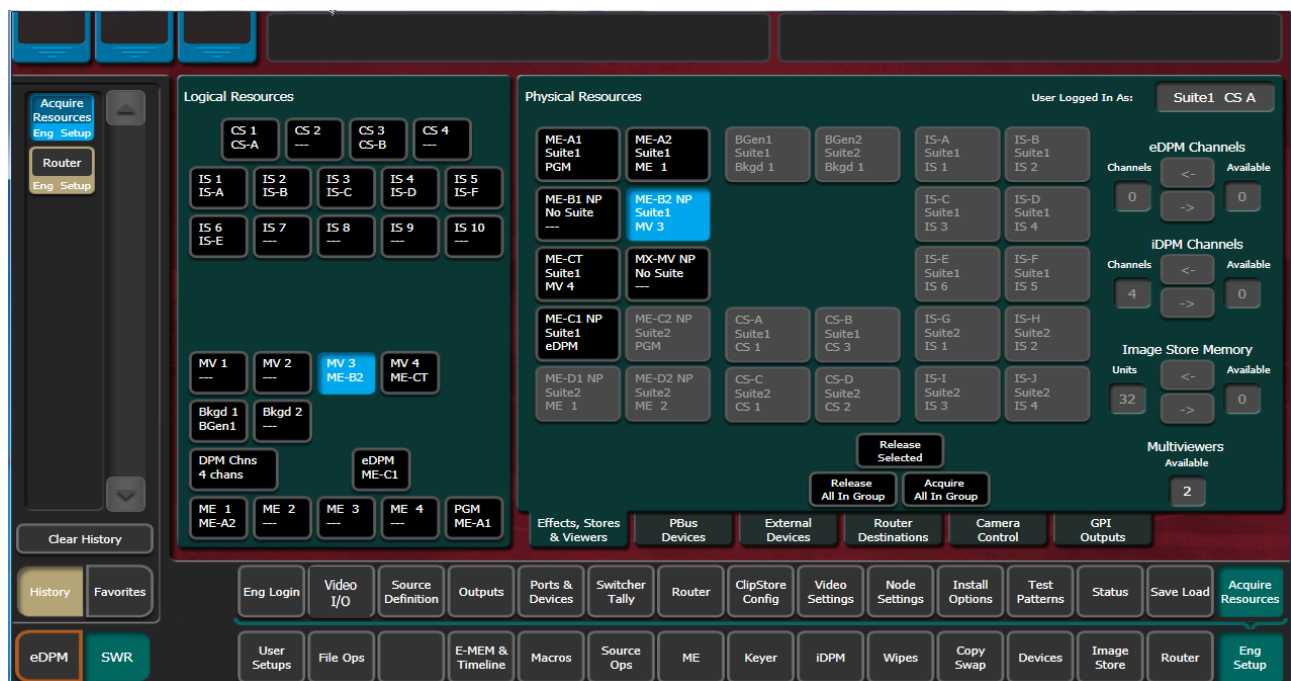 Acquire
Resources
Eng Setup
Router
Eng Setup
Clear History
History
Favorites
eDPM
SWR
Logical Resources
CS 1
CS-A
CS 2
---
CS 3
CS-B
CS 4
---
IS 1
IS-A
IS 2
IS-B
IS 3
IS-C
IS 4
IS-D
IS 5
IS-F
IS 6
IS-E
IS 7
---
IS 8
---
IS 9
---
IS 10
---
MV 1
---
MV 2
---
MV 3
ME-B2
MV 4
ME-CT
Bkgd 1
BGen1
Bkgd 2
---
DPM Chns
4 chans
eDPM
ME-C1
ME 1
ME-A2
ME 2
---
ME 3
---
ME 4
---
PGM
ME-A1
Physical Resources
User Logged In As:
Suite1 CS A
ME-A1
Suite1
PGM
ME-A2
Suite1
ME 1
BGen1
Suite1
Bkgd 1
BGen2
Suite2
Bkgd 1
IS-A
Suite1
IS 1
IS-B
Suite1
IS 2
ME-B1 NP
No Suite
---
ME-B2 NP
Suite1
MV 3
IS-C
Suite1
IS 3
IS-D
Suite1
IS 4
ME-CT
Suite1
MV 4
MX-MV NP
No Suite
---
IS-E
Suite1
IS 6
IS-F
Suite1
IS 5
ME-C1 NP
Suite1
eDPM
ME-C2 NP
Suite2
PGM
CS-A
Suite1
CS 1
CS-B
Suite1
CS 3
IS-G
Suite2
IS 1
IS-H
Suite2
IS 2
ME-D1 NP
Suite2
ME 1
ME-D2 NP
Suite2
ME 2
CS-C
Suite2
CS 1
CS-D
Suite2
CS 2
IS-I
Suite2
IS 3
IS-J
Suite2
IS 4
Release
Selected
Release
All In Group
Acquire
All In Group
eDPM Channels
Channels
<-
Available
0
->
0
iDPM Channels
Channels
<-
Available
4
->
0
Image Store Memory
Units
<-
Available
32
->
0
Multiviewers
Available
2
Effects, Stores
& Viewers
PBus
Devices
External
Devices
Router
Destinations
Camera
Control
GPI
Outputs
Eng Login
Video
I/O
Source
Definition
Outputs
Ports &
Devices
Switcher
Tally
Router
ClipStore
Config
Video
Settings
Node
Settings
Install
Options
Test
Patterns
Status
Save Load
Acquire
Resources
User
Setups
File Ops
E-MEM &
Timeline
Macros
Source
Ops
ME
Keyer
iDPM
Wipes
Copy
Swap
Devices
Image
Store
Router
Eng
Setup